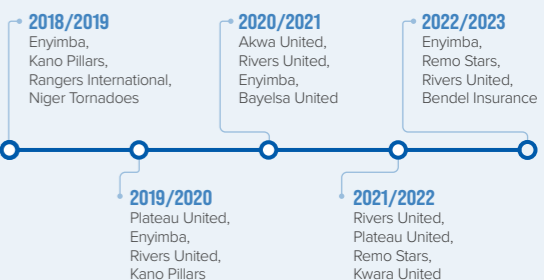 2018/2019
Enyimba,
Kano Pillars,
Rangers International,
Niger Tornadoes
2020/2021
Akwa United,
Rivers United,
Enyimba,
Bayelsa United
2022/2023
Enyimba,
Remo Stars,
Rivers United,
Bendel Insurance
2019/2020
Plateau United,
Enyimba,
Rivers United,
Kano Pillars
2021/2022
Rivers United,
Plateau United,
Remo Stars,
Kwara United